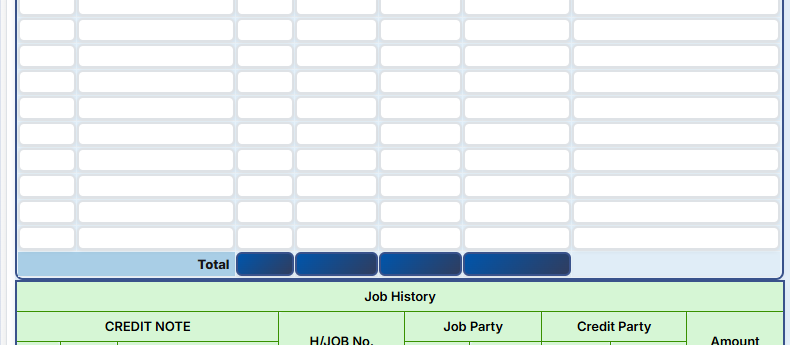 Total
Job History
CREDIT NOTE
H/JOB No.
Job Party
Credit Party
Amount